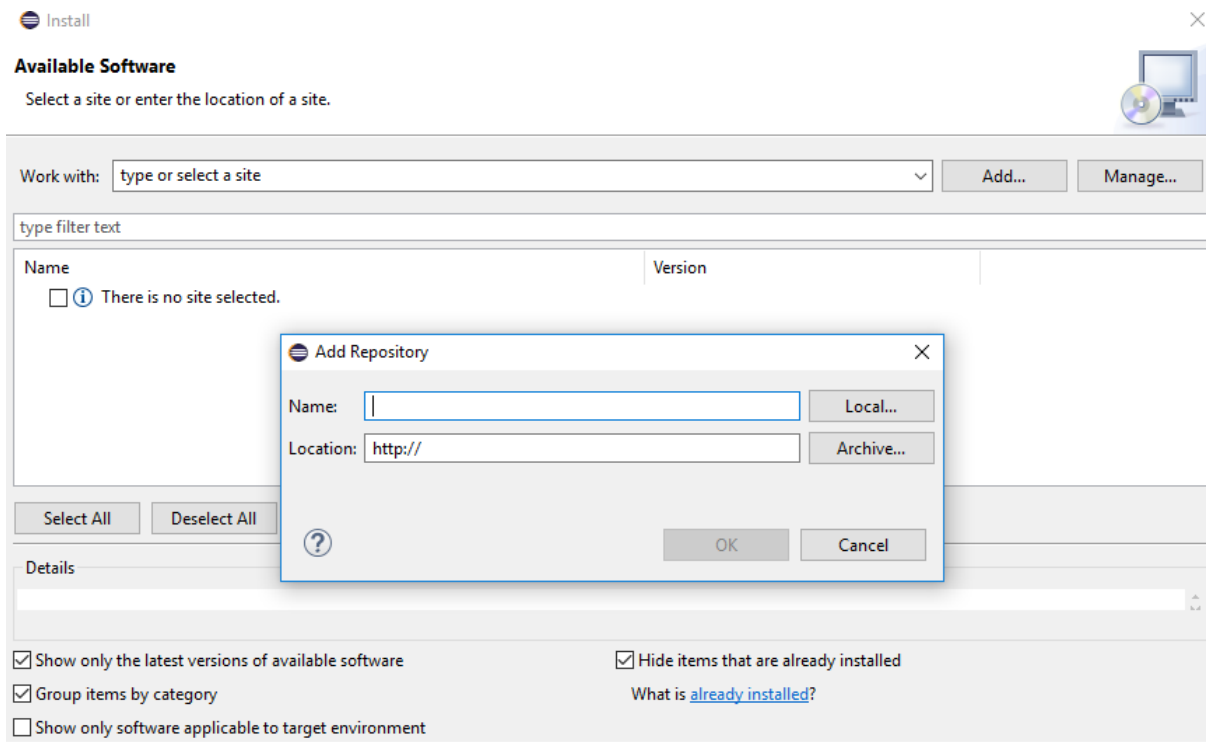 Install
Available Software
Select a site or enter the location of a site.
Work with: type or select a site Add... Manage...
type filter text
Name Version
There is no site selected.
Add Repository
Name: Local...
Location: http:// Archive...
OK Cancel
Select All Deselect All
Details
Show only the latest versions of available software Hide items that are already installed
Group items by category What is already installed?
Show only software applicable to target environment